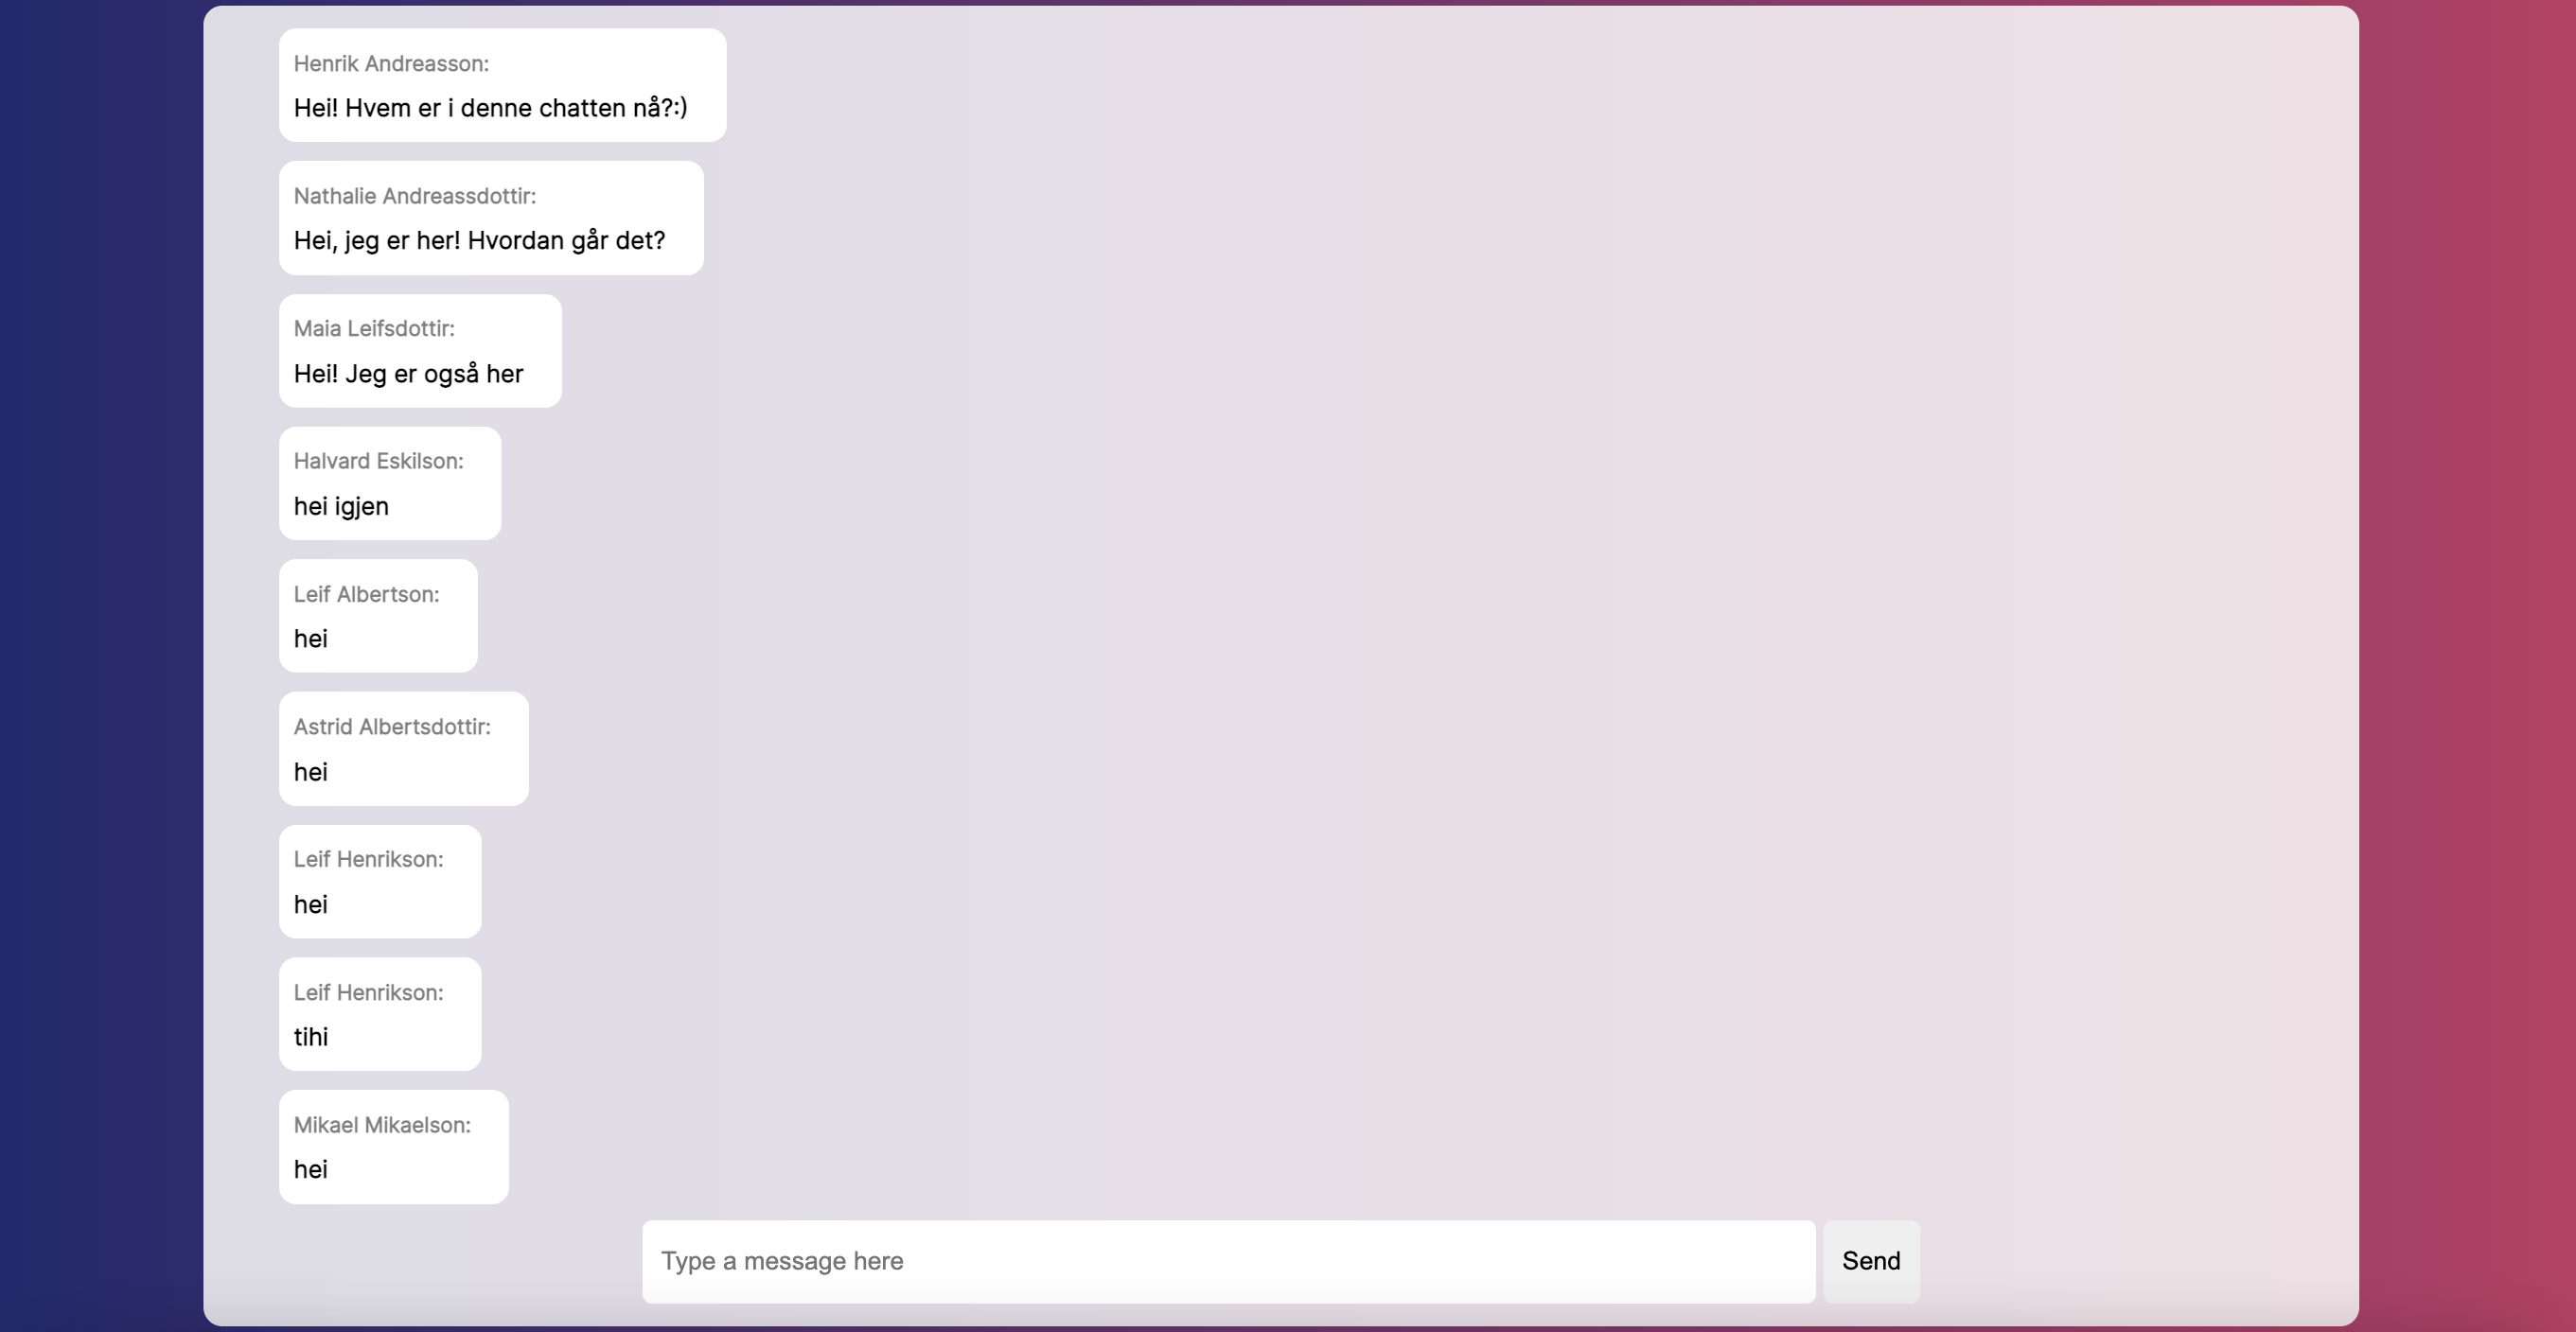 Henrik Andreasson:
Hei! Hvem er i denne chatten nå?:)
Nathalie Andreassdottir:
Hei, jeg er her! Hvordan går det?
Maia Leifsdottir:
Hei! Jeg er også her
Halvard Eskilson:
hei igjen
Leif Albertson:
hei
Astrid Albertsdottir:
hei
Leif Henrikson:
hei
Leif Henrikson:
tihi
Mikael Mikaelson:
hei
Type a message here
Send